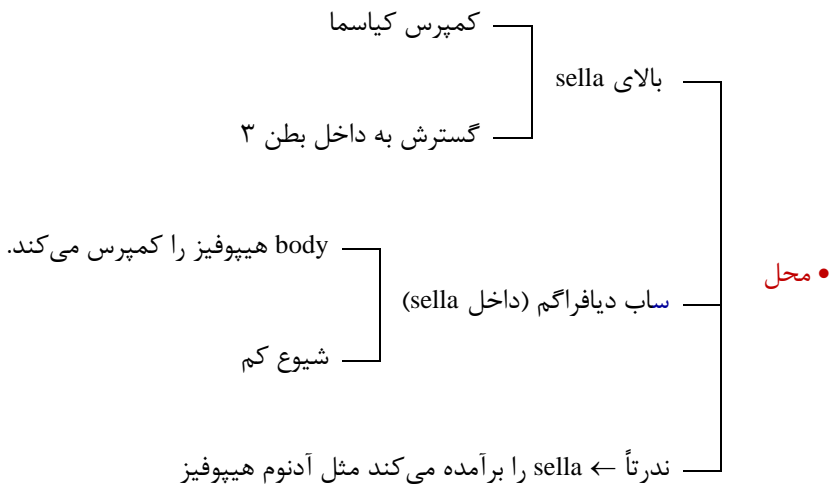 • محل
بالای sella
کمپرس کیاسما
گسترش به داخل بطن ۳
ساب دیافراگم (داخل sella)
body هیپوفیز را کمپرس می‌کند.
شیوع کم
ندرتاً ← sella را برآمده می‌کند مثل آدنوم هیپوفیز